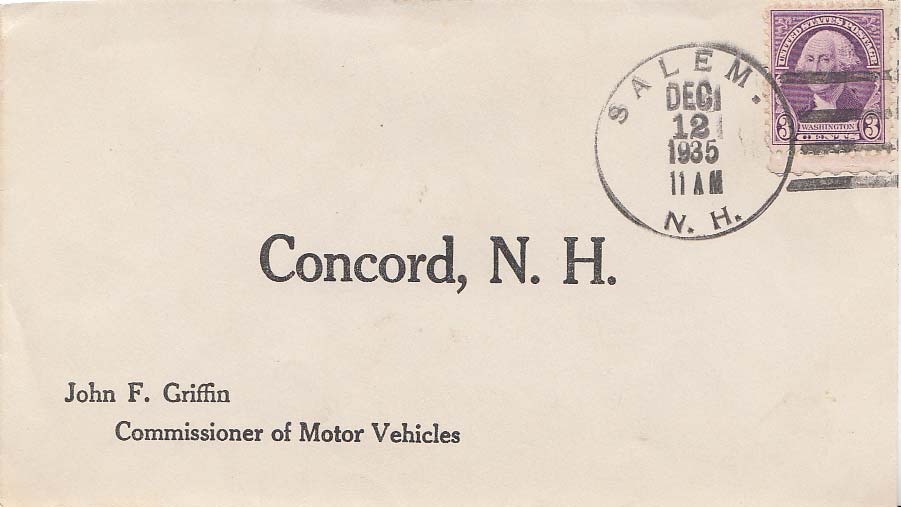 UNITED STATES POSTAGE
3 WASHINGTON 3
CENTS
SALEM.
DEC
12
1935
11 AM
N. H.
Concord, N. H.
John F. Griffin
Commissioner of Motor Vehicles